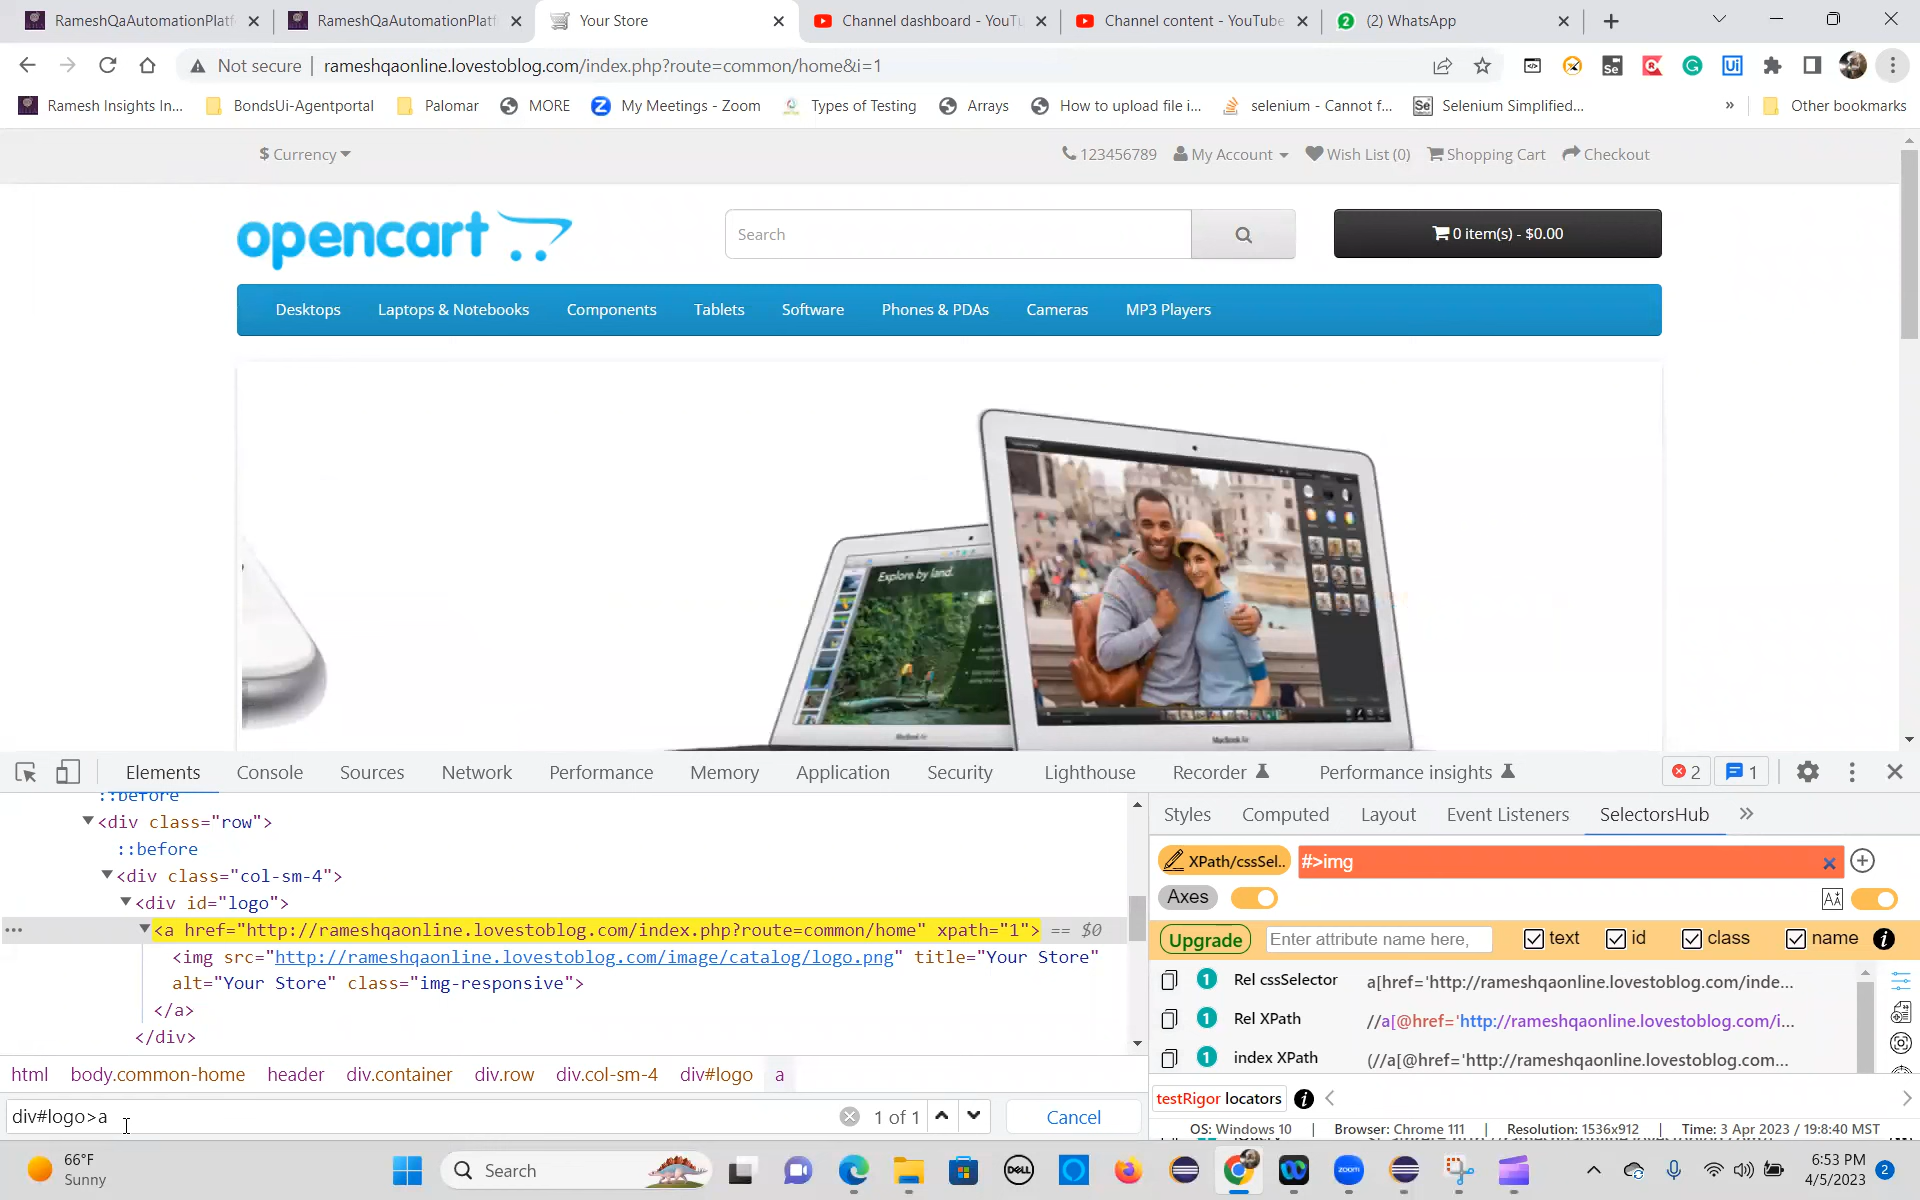 RameshQaAutomationPlatf
RameshQaAutomationPlatf
Your Store
Channel dashboard - YouTu
Channel content - YouTube
(2) WhatsApp
Not secure
rameshqaonline.lovestoblog.com/index.php?route=common/home&i=1
Ramesh Insights In...
BondsUi-Agentportal
Palomar
MORE
My Meetings - Zoom
Types of Testing
Arrays
How to upload file i...
selenium - Cannot f...
Selenium Simplified...
»
Other bookmarks
$ Currency
123456789
My Account
Wish List (0)
Shopping Cart
Checkout
opencart
Search
0 item(s) - $0.00
Desktops
Laptops & Notebooks
Components
Tablets
Software
Phones & PDAs
Cameras
MP3 Players
Explore by land.
MacBook Air
MacBook Air
Elements
Console
Sources
Network
Performance
Memory
Application
Security
Lighthouse
Recorder
Performance insights
2
1
::before
<div class="row">
::before
<div class="col-sm-4">
<div id="logo">
<a href="http://rameshqaonline.lovestoblog.com/index.php?route=common/home" xpath="1"> == $0
<img src="http://rameshqaonline.lovestoblog.com/image/catalog/logo.png" title="Your Store"
alt="Your Store" class="img-responsive">
</a>
</div>
html
body.common-home
header
div.container
div.row
div.col-sm-4
div#logo
a
div#logo>a
1 of 1
Cancel
Styles
Computed
Layout
Event Listeners
SelectorsHub
»
XPath/cssSel..
#>img
Axes
Upgrade
Enter attribute name here,
text
id
class
name
1 Rel cssSelector
a[href='http://rameshqaonline.lovestoblog.com/inde...
1 Rel XPath
//a[@href='http://rameshqaonline.lovestoblog.com/i...
1 index XPath
(//a[@href='http://rameshqaonline.lovestoblog.com...
testRigor locators
OS: Windows 10 | Browser: Chrome 111 | Resolution: 1536x912 | Time: 3 Apr 2023 / 19:8:40 MST
66°F
Sunny
Search
DELL
zoom
6:53 PM
4/5/2023
2